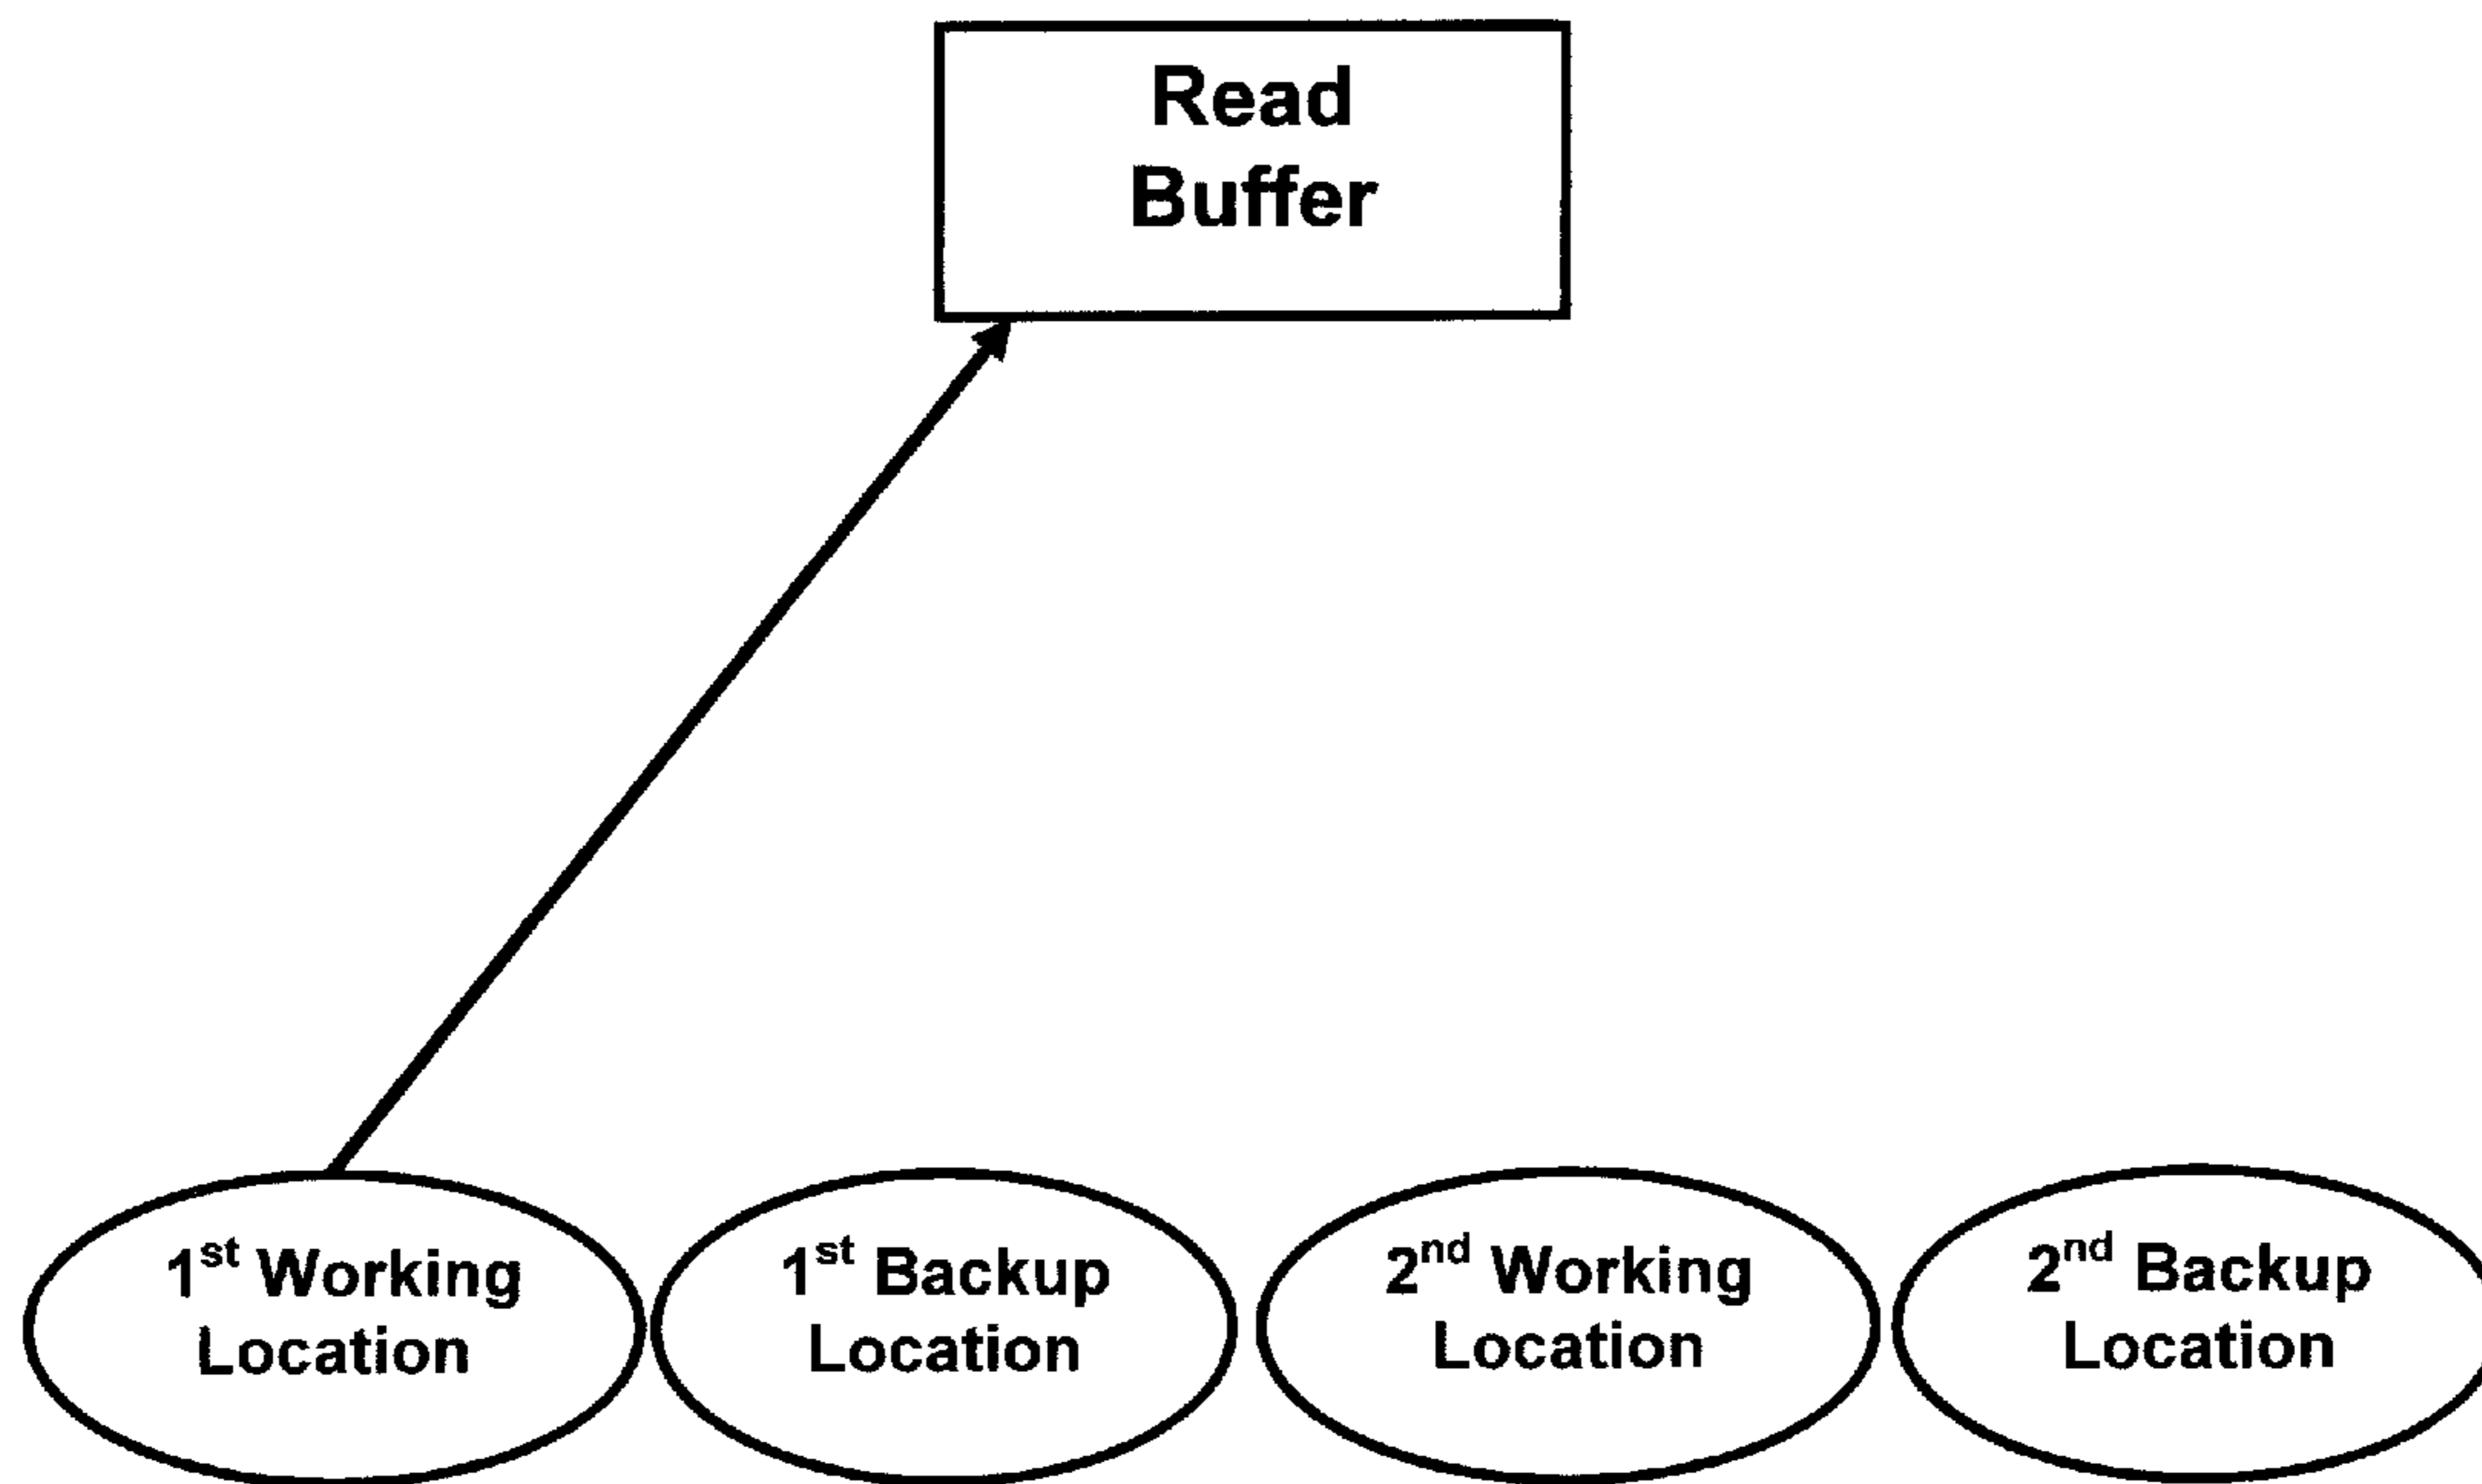 Read
Buffer
1st Working
Location
1st Backup
Location
2nd Working
Location
2nd Backup
Location